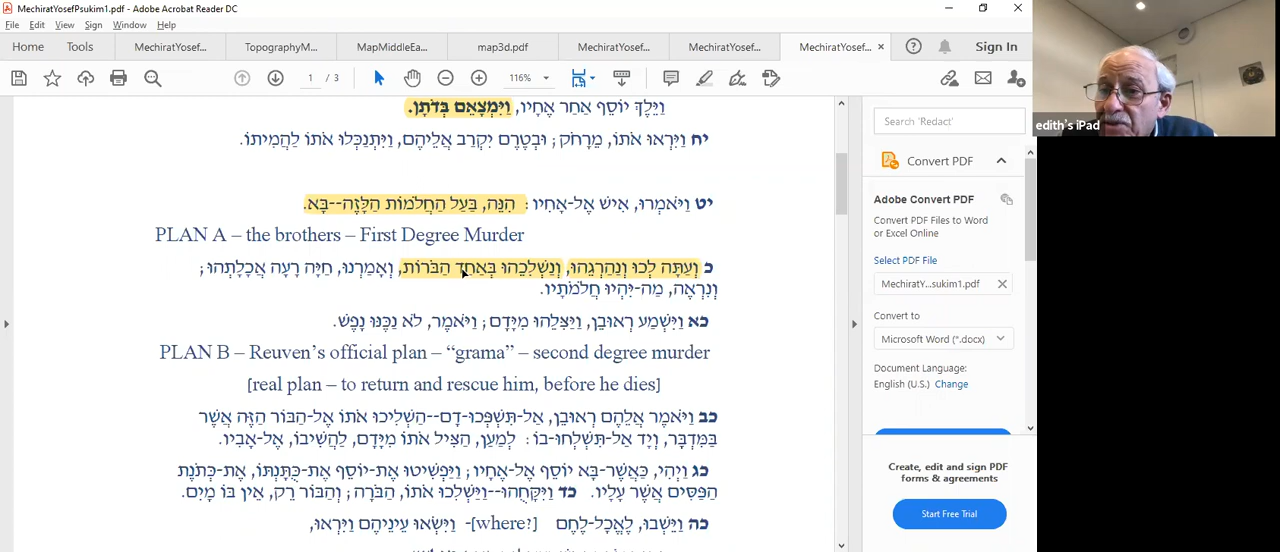 MechiratYosefPsukim1.pdf - Adobe Acrobat Reader DC
File Edit View Sign Window Help
Home Tools MechiratYosef... TopographyM... MapMiddleEa... map3d.pdf MechiratYosef... MechiratYosef... MechiratYosef... × Sign In
1 / 3 116%
edith's iPad
וַיֵּלֶךְ יוֹסֵף אַחַר אֶחָיו, וַיִּמְצָאֵם בְּדֹתָן.
יח וַיִּרְאוּ אֹתוֹ, מֵרָחֹק; וּבְטֶרֶם יִקְרַב אֲלֵיהֶם, וַיִּתְנַכְּלוּ אֹתוֹ לַהֲמִיתוֹ.
יט וַיֹּאמְרוּ, אִישׁ אֶל-אָחִיו: הִנֵּה, בַּעַל הַחֲלֹמוֹת הַלָּזֶה--בָּא.
PLAN A – the brothers – First Degree Murder
כ וְעַתָּה לְכוּ וְנַהַרְגֵהוּ, וְנַשְׁלִכֵהוּ בְּאַחַד הַבֹּרוֹת, וְאָמַרְנוּ, חַיָּה רָעָה אֲכָלָתְהוּ;
וְנִרְאֶה, מַה-יִּהְיוּ חֲלֹמֹתָיו.
כא וַיִּשְׁמַע רְאוּבֵן, וַיַּצִּלֵהוּ מִיָּדָם; וַיֹּאמֶר, לֹא נַכֶּנּוּ נָפֶשׁ.
PLAN B – Reuven's official plan – “grama” – second degree murder
[real plan – to return and rescue him, before he dies]
כב וַיֹּאמֶר אֲלֵהֶם רְאוּבֵן, אַל-תִּשְׁפְּכוּ-דָם--הַשְׁלִיכוּ אֹתוֹ אֶל-הַבּוֹר הַזֶּה אֲשֶׁר
בַּמִּדְבָּר, וְיָד אַל-תִּשְׁלְחוּ-בוֹ: לְמַעַן, הַצִּיל אֹתוֹ מִיָּדָם, לַהֲשִׁיבוֹ, אֶל-אָבִיו.
כג וַיְהִי, כַּאֲשֶׁר-בָּא יוֹסֵף אֶל-אֶחָיו; וַיַּפְשִׁיטוּ אֶת-יוֹסֵף אֶת-כֻּתָּנְתּוֹ, אֶת-כְּתֹנֶת
הַפַּסִּים אֲשֶׁר עָלָיו. כד וַיִּקָּחֻהוּ--וַיַּשְׁלִכוּ אֹתוֹ, הַבֹּרָה; וְהַבּוֹר רֵק, אֵין בּוֹ מָיִם.
כה וַיֵּשְׁבוּ, לֶאֱכָל-לֶחֶם [where?]- וַיִּשְׂאוּ עֵינֵיהֶם וַיִּרְאוּ,
Search 'Redact'
Convert PDF
Adobe Convert PDF
Convert PDF Files to Word
or Excel Online
Select PDF File
MechiratY...sukim1.pdf ×
Convert to
Microsoft Word (*.docx)
Document Language:
English (U.S.) Change
Create, edit and sign PDF
forms & agreements
Start Free Trial